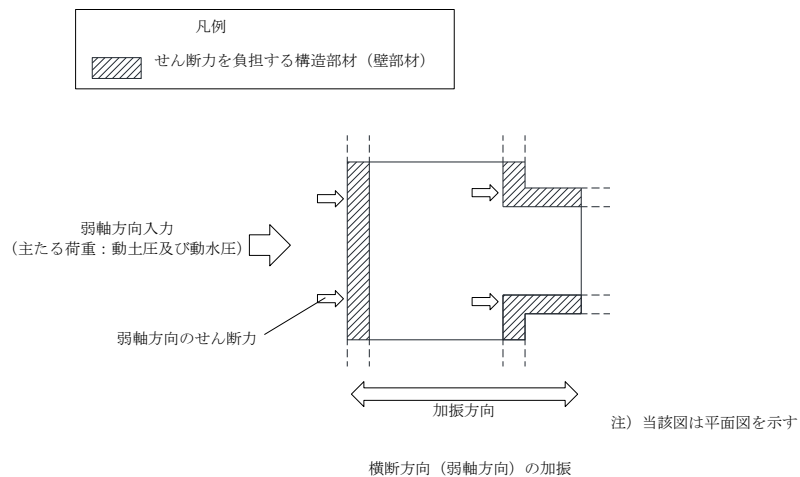 凡例
せん断力を負担する構造部材（壁部材）
弱軸方向入力
（主たる荷重：動土圧及び動水圧）
弱軸方向のせん断力
加振方向
注）当該図は平面図を示す
横断方向（弱軸方向）の加振